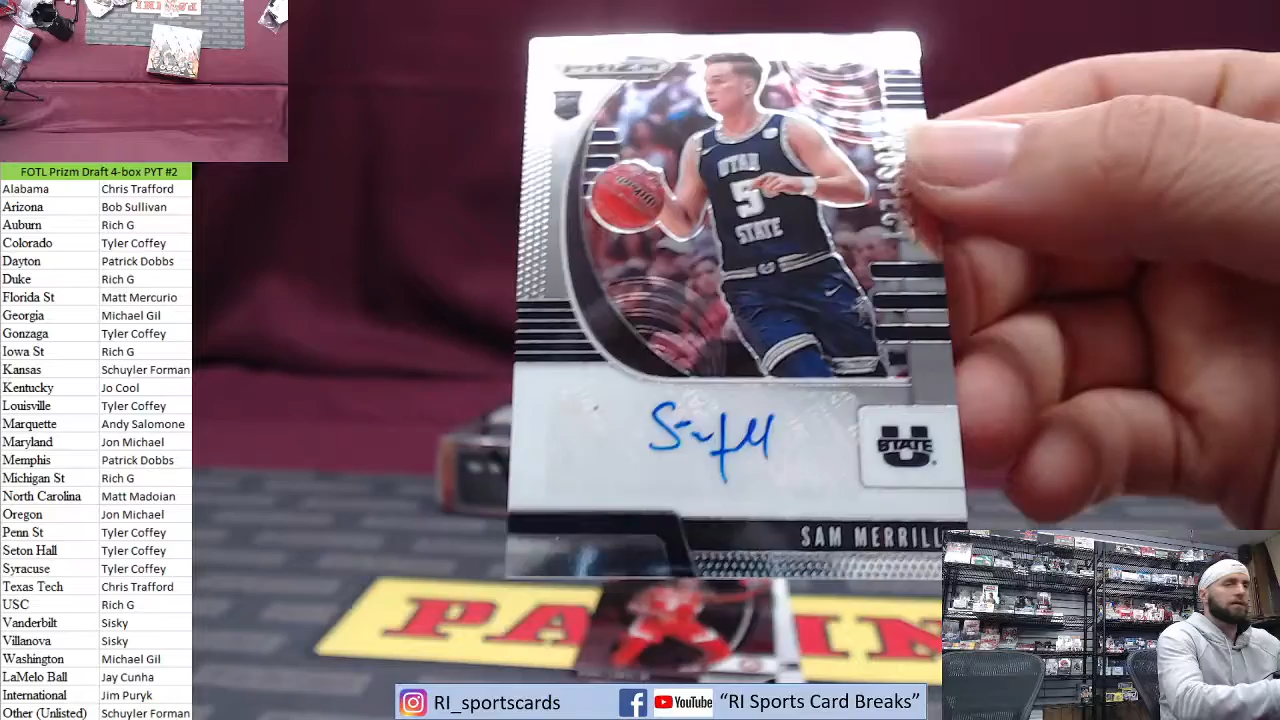 FOTL Prizm Draft 4-box PYT #2
Alabama Chris Trafford
Arizona Bob Sullivan
Auburn Rich G
Colorado Tyler Coffey
Dayton Patrick Dobbs
Duke Rich G
Florida St Matt Mercurio
Georgia Michael Gil
Gonzaga Tyler Coffey
Iowa St Rich G
Kansas Schuyler Forman
Kentucky Jo Cool
Louisville Tyler Coffey
Marquette Andy Salomone
Maryland Jon Michael
Memphis Patrick Dobbs
Michigan St Rich G
North Carolina Matt Madoian
Oregon Jon Michael
Penn St Tyler Coffey
Seton Hall Tyler Coffey
Syracuse Tyler Coffey
Texas Tech Chris Trafford
USC Rich G
Vanderbilt Sisky
Villanova Sisky
Washington Michael Gil
LaMelo Ball Jay Cunha
International Jim Puryk
Other (Unlisted) Schuyler Forman
PRIZM
UTAH
5
STATE
STATE
SAM MERRILL
PA
IN
RI_sportscards
YouTube "RI Sports Card Breaks"